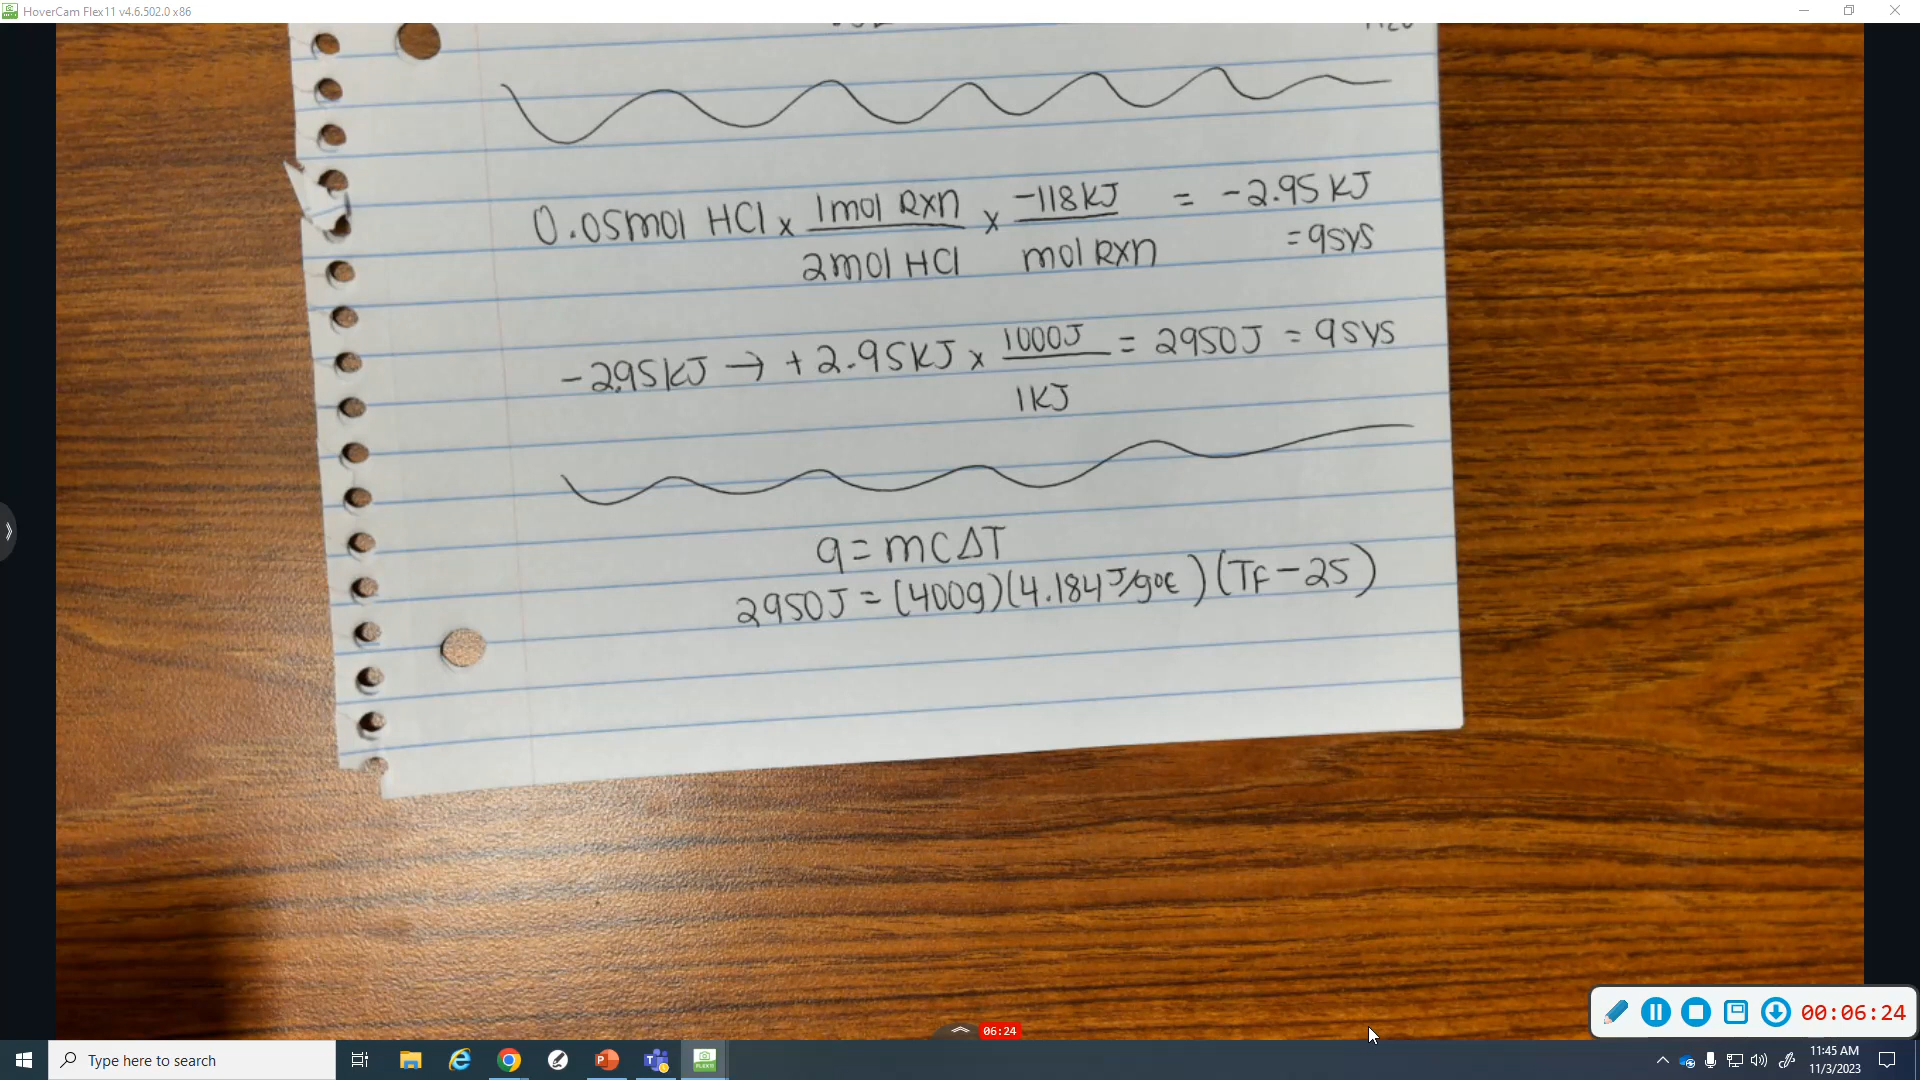 HoverCam Flex11 v4.6.502.0 x86
0.05mol HCl x 1mol Rxn / 2mol HCl x -118KJ / mol Rxn = -2.95KJ
= qsys
-2.95KJ → +2.95KJ x 1000J / 1KJ = 2950J = qsys
q = mcΔT
2950J = (400g)(4.184 J/g°C)(TF - 25)
00:06:24
06:24
Type here to search
11:45 AM
11/3/2023